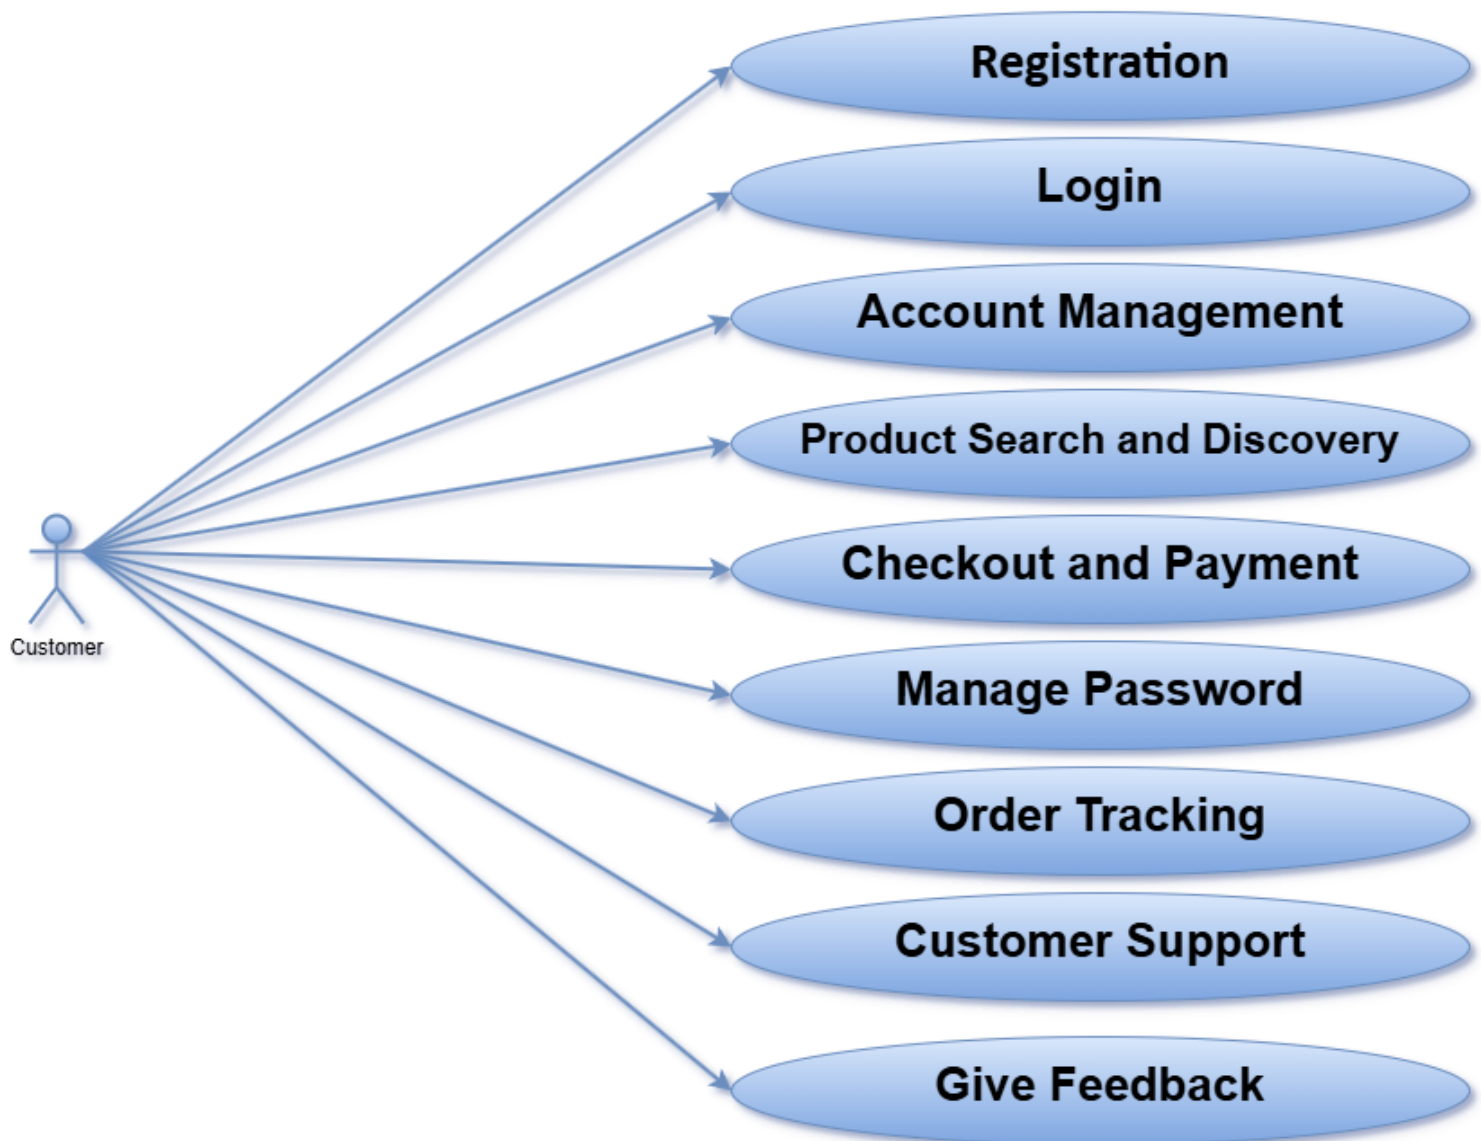 Registration
Login
Account Management
Product Search and Discovery
Checkout and Payment
Customer
Manage Password
Order Tracking
Customer Support
Give Feedback